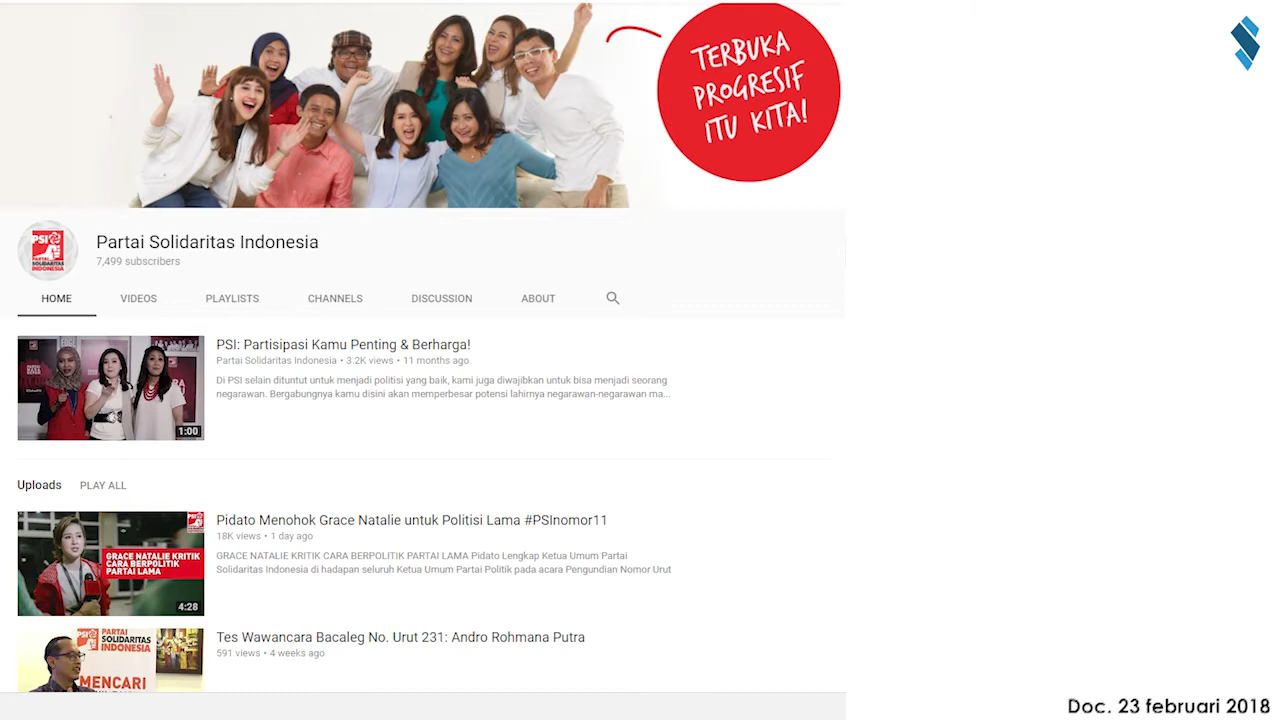 TERBUKA
PROGRESIF
ITU KITA!
PSI
PARTAI
SOLIDARITAS
INDONESIA
Partai Solidaritas Indonesia
7,499 subscribers
HOME VIDEOS PLAYLISTS CHANNELS DISCUSSION ABOUT
PSI: Partisipasi Kamu Penting & Berharga!
Partai Solidaritas Indonesia • 3.2K views • 11 months ago
Di PSI selain dituntut untuk menjadi politisi yang baik, kami juga diwajibkan untuk bisa menjadi seorang
negarawan. Bergabungnya kamu disini akan memperbesar potensi lahirnya negarawan-negarawan ma...
1:00
Uploads PLAY ALL
Pidato Menohok Grace Natalie untuk Politisi Lama #PSInomor11
18K views • 1 day ago
GRACE NATALIE KRITIK CARA BERPOLITIK PARTAI LAMA Pidato Lengkap Ketua Umum Partai
Solidaritas Indonesia di hadapan seluruh Ketua Umum Partai Politik pada acara Pengundian Nomor Urut
GRACE NATALIE KRITIK
CARA BERPOLITIK
PARTAI LAMA
4:28
Tes Wawancara Bacaleg No. Urut 231: Andro Rohmana Putra
591 views • 4 weeks ago
PSI
PARTAI
SOLIDARITAS
INDONESIA
MENCARI
Doc. 23 februari 2018